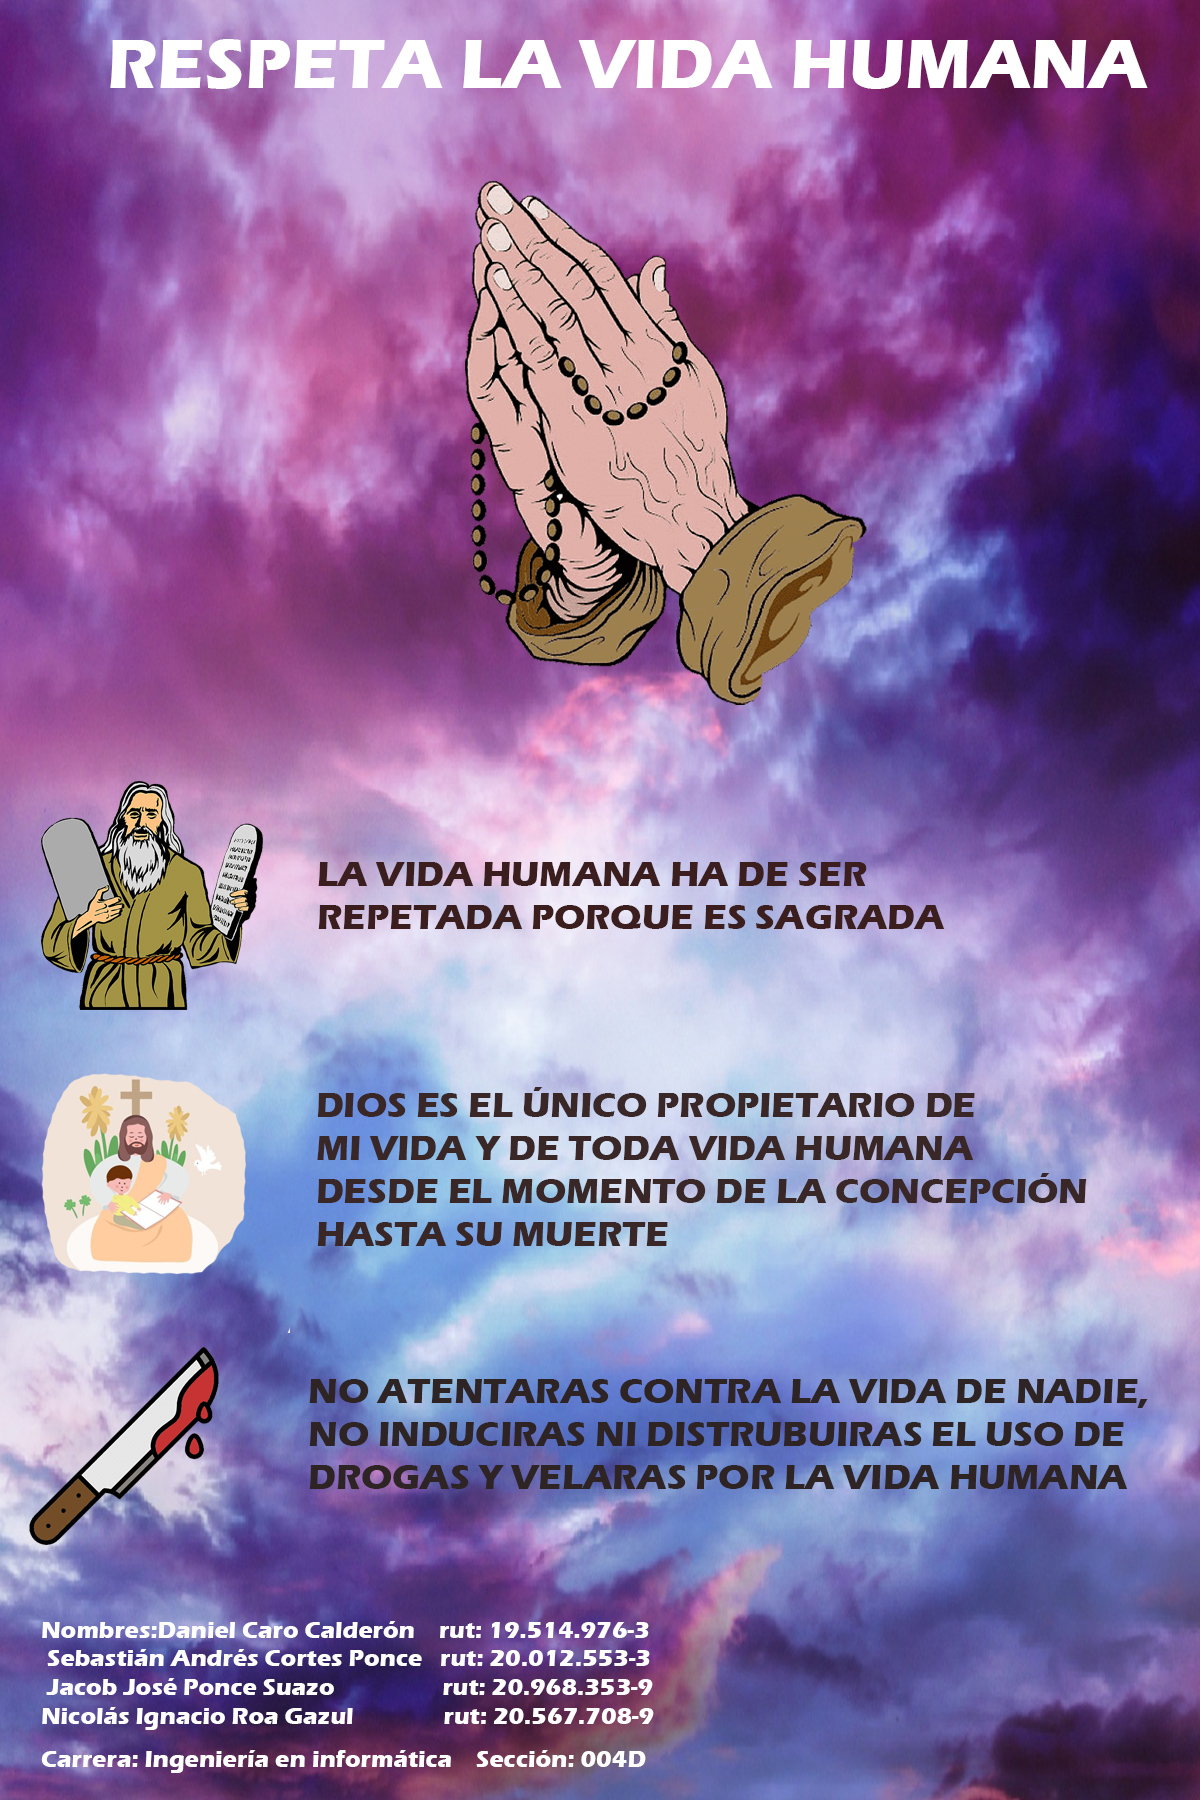 RESPETA LA VIDA HUMANA
LA VIDA HUMANA HA DE SER
REPETADA PORQUE ES SAGRADA
DIOS ES EL ÚNICO PROPIETARIO DE
MI VIDA Y DE TODA VIDA HUMANA
DESDE EL MOMENTO DE LA CONCEPCIÓN
HASTA SU MUERTE
NO ATENTARAS CONTRA LA VIDA DE NADIE,
NO INDUCIRAS NI DISTRUBUIRAS EL USO DE
DROGAS Y VELARAS POR LA VIDA HUMANA
Nombres:Daniel Caro Calderón rut: 19.514.976-3
Sebastián Andrés Cortes Ponce rut: 20.012.553-3
Jacob José Ponce Suazo rut: 20.968.353-9
Nicolás Ignacio Roa Gazul rut: 20.567.708-9
Carrera: Ingeniería en informática Sección: 004D